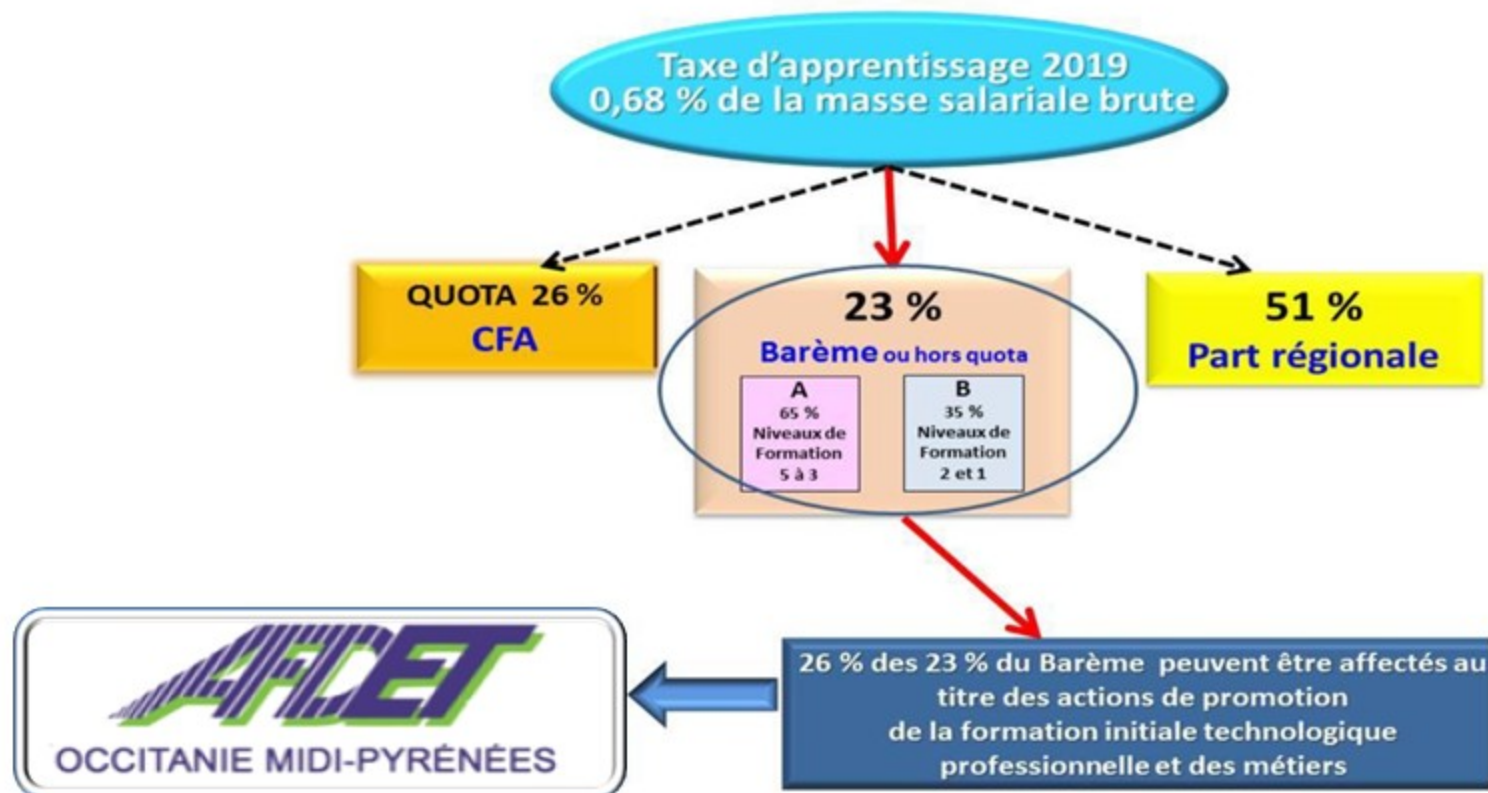 Taxe d'apprentissage 2019
0,68 % de la masse salariale brute
QUOTA 26 %
CFA
23 %
Barème ou hors quota
A
65 %
Niveaux de
Formation
5 à 3
B
35 %
Niveaux de
Formation
2 et 1
51 %
Part régionale
AFDET
OCCITANIE MIDI-PYRÉNÉES
26 % des 23 % du Barème peuvent être affectés au
titre des actions de promotion
de la formation initiale technologique
professionnelle et des métiers